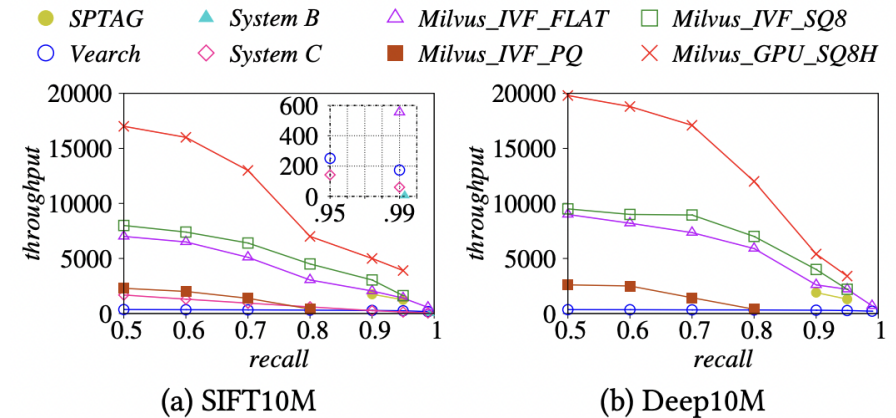 SPTAG System B Milvus_IVF_FLAT Milvus_IVF_SQ8
Vearch System C Milvus_IVF_PQ Milvus_GPU_SQ8H
20000
15000
10000
5000
0
throughput
600
400
200
0
.95 .99
0.5 0.6 0.7 0.8 0.9 1
recall
(a) SIFT10M
20000
15000
10000
5000
0
throughput
0.5 0.6 0.7 0.8 0.9 1
recall
(b) Deep10M